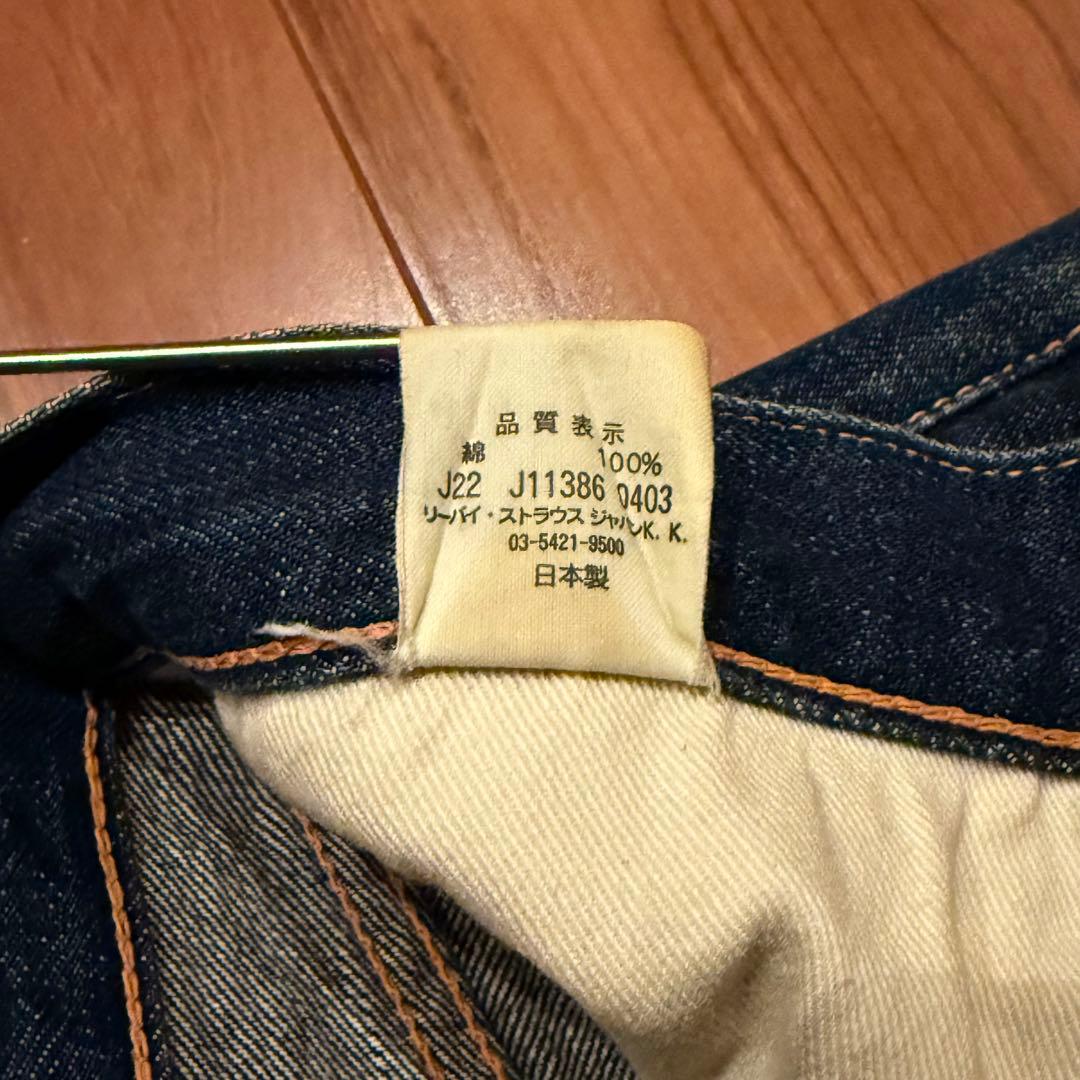 品質表示
綿 100%
J22 J11386 0403
リーバイ・ストラウス ジャパンK.K.
03-5421-9500
日本製